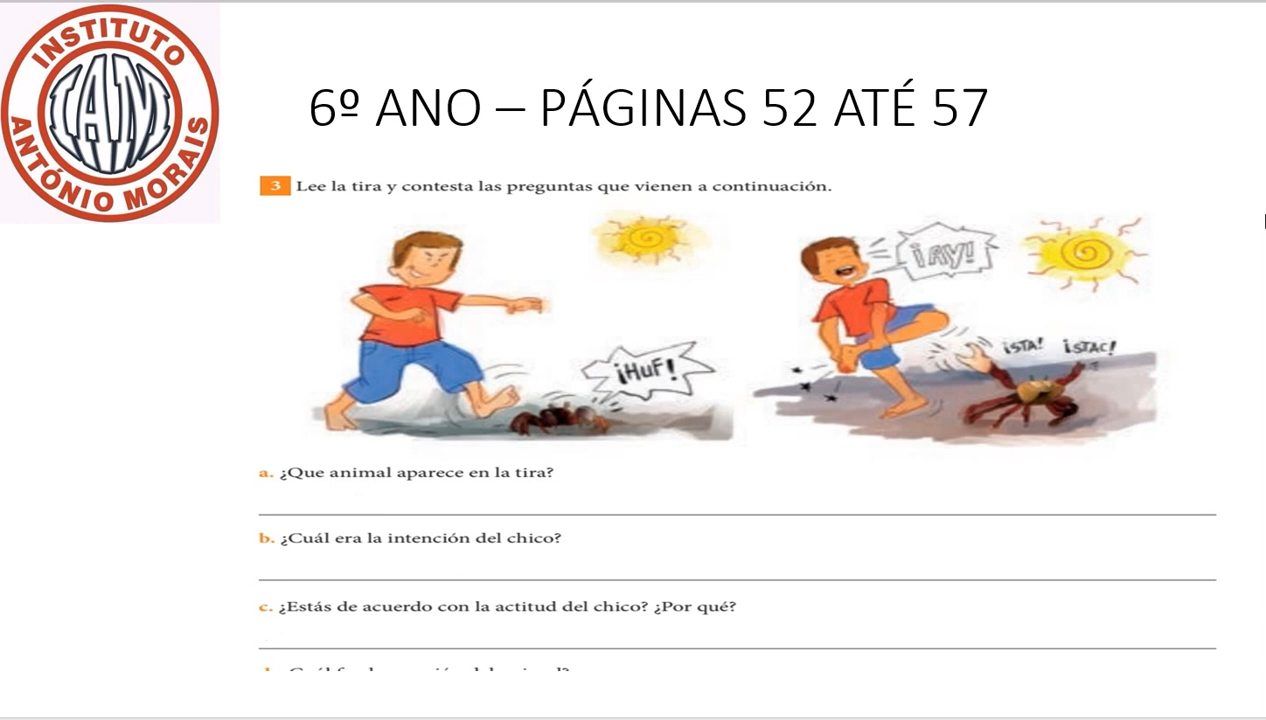 INSTITUTO
IAM
ANTÓNIO MORAIS
6º ANO – PÁGINAS 52 ATÉ 57
3 Lee la tira y contesta las preguntas que vienen a continuación.
¡HUF!
¡AY!
¡STA! ¡STAC!
a. ¿Que animal aparece en la tira?
b. ¿Cuál era la intención del chico?
c. ¿Estás de acuerdo con la actitud del chico? ¿Por qué?